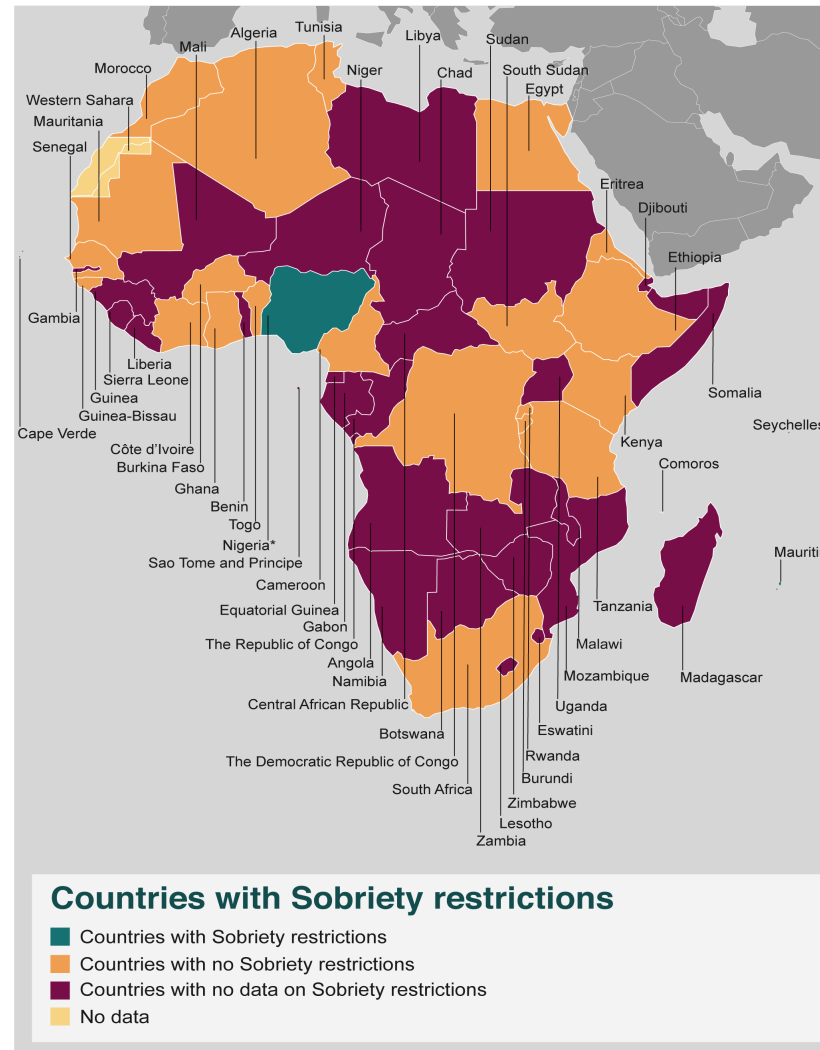 Tunisia
Algeria
Libya
Sudan
Mali
Morocco
Niger
Chad
South Sudan
Egypt
Western Sahara
Mauritania
Senegal
Eritrea
Djibouti
Ethiopia
Gambia
Liberia
Sierra Leone
Guinea
Guinea-Bissau
Cape Verde
Somalia
Seychelles
Kenya
Côte d’Ivoire
Burkina Faso
Comoros
Ghana
Benin
Togo
Nigeria*
Sao Tome and Principe
Mauriti
Cameroon
Equatorial Guinea
Tanzania
Gabon
The Republic of Congo
Malawi
Angola
Namibia
Mozambique
Madagascar
Central African Republic
Uganda
Botswana
Eswatini
The Democratic Republic of Congo
Rwanda
Burundi
South Africa
Zimbabwe
Lesotho
Zambia
Countries with Sobriety restrictions
Countries with Sobriety restrictions
Countries with no Sobriety restrictions
Countries with no data on Sobriety restrictions
No data